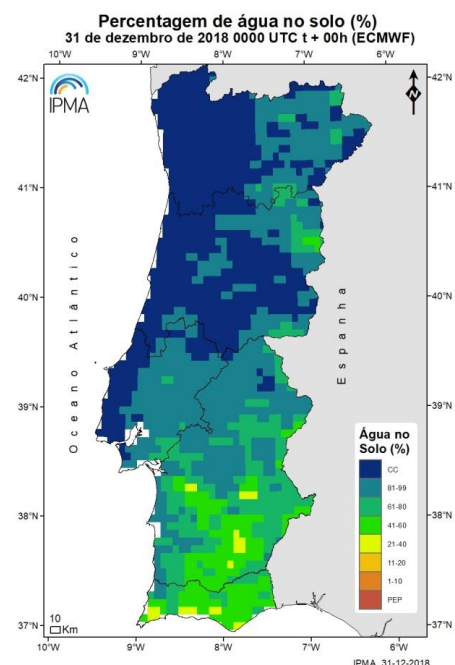 Percentagem de água no solo (%)
31 de dezembro de 2018 0000 UTC t + 00h (ECMWF)
10°W 9°W 8°W 7°W 6°W
42°N 42°N
IPMA
41°N 41°N
40°N 40°N
Oceano Atlântico
Espanha
39°N 39°N
Água no
Solo (%)
CC
81-99
61-80
41-60
21-40
11-20
1-10
PEP
38°N 38°N
37°N 37°N
10
Km
10°W 9°W 8°W 7°W 6°W
IPMA, 31-12-2018